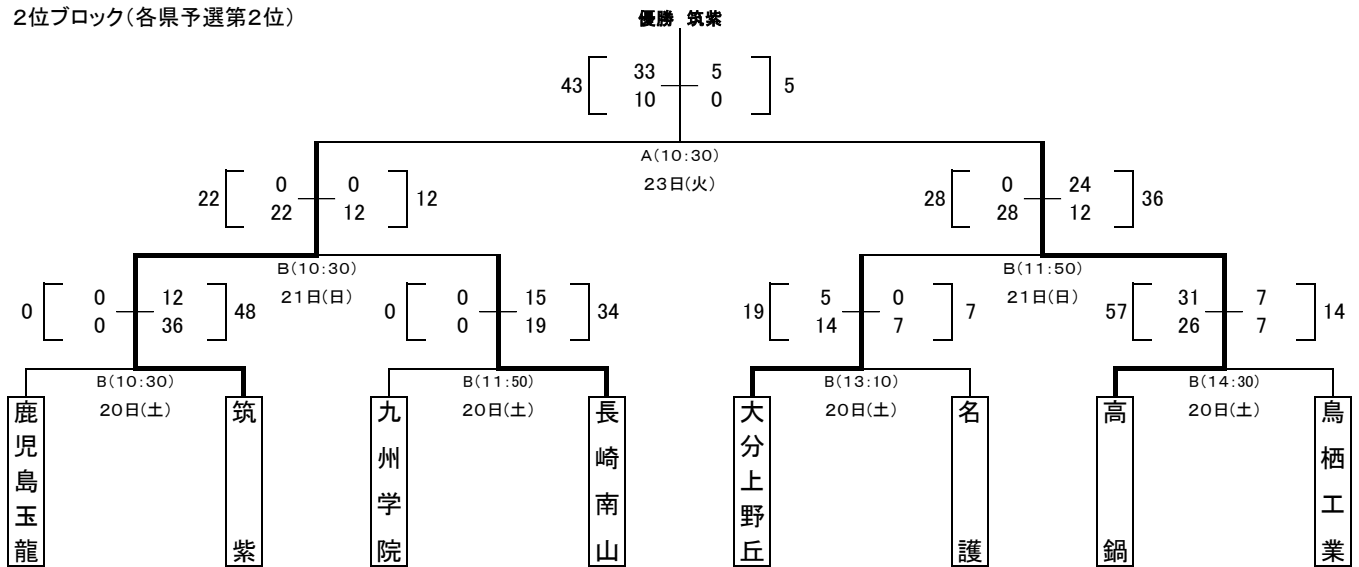 2位ブロック(各県予選第2位)
優勝 筑紫
43 33 5 5
10 0
A(10:30)
23日(火)
22 0 0 12
22 12
28 0 24 36
28 12
B(10:30)
21日(日)
B(11:50)
21日(日)
0 0 12 48
0 36
0 0 15 34
0 19
19 5 0 7
14 7
57 31 7 14
26 7
B(10:30)
20日(土)
B(11:50)
20日(土)
B(13:10)
20日(土)
B(14:30)
20日(土)
鹿児島玉龍
筑紫
九州学院
長崎南山
大分上野丘
名護
高鍋
鳥栖工業